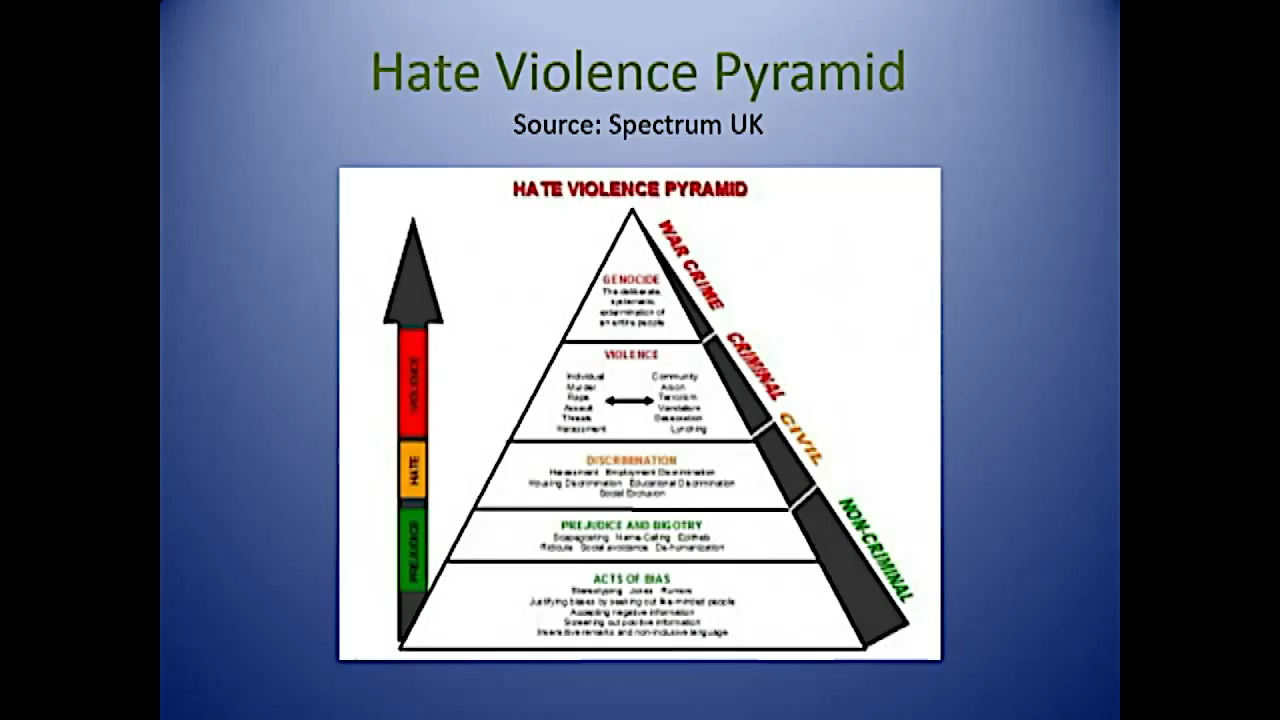 Hate Violence Pyramid
Source: Spectrum UK
HATE VIOLENCE PYRAMID
WAR CRIME
GENOCIDE
The deliberate,
systematic,
extermination of
an entire people
CRIMINAL
VIOLENCE
Individual Community
Murder Arson
Rape Terrorism
Assault Vandalism
Threats Desecration
Harassment Lynching
CIVIL
DISCRIMINATION
Harassment Employment Discrimination
Housing Discrimination Educational Discrimination
Social Exclusion
NON-CRIMINAL
PREJUDICE AND BIGOTRY
Scapegoating Name-Calling Epithets
Ridicule Social avoidance De-humanization
ACTS OF BIAS
Stereotyping Jokes Rumors
Justifying biases by seeking out like-minded people
Accepting negative information
Screening out positive information
Insensitive remarks and non-inclusive language
VIOLENCE
HATE
PREJUDICE